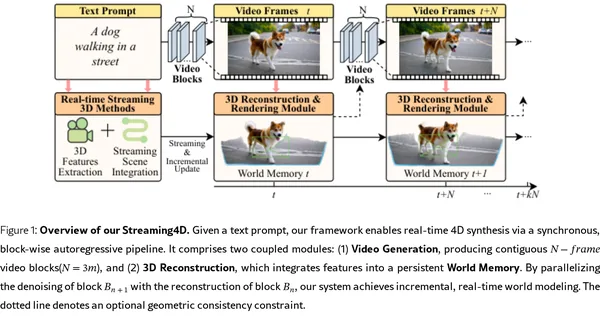 Text Prompt
N
Video Frames t
N
Video Frames t+N
A dog
walking in a
street
Video
Blocks
Video
Blocks
...
Real-time Streaming
3D Methods
3D Reconstruction &
Rendering Module
3D Reconstruction &
Rendering Module
+
3D
Features
Extraction
Streaming
Scene
Integration
Streaming
&
Incremental
Update
World Memory t
World Memory t+1
...
t
t+N
...
t+kN
Figure 1: Overview of our Streaming4D. Given a text prompt, our framework enables real-time 4D synthesis via a synchronous,
block-wise autoregressive pipeline. It comprises two coupled modules: (1) Video Generation, producing contiguous N − frame
video blocks(N = 3m), and (2) 3D Reconstruction, which integrates features into a persistent World Memory. By parallelizing
the denoising of block Bₙ₊₁ with the reconstruction of block Bₙ, our system achieves incremental, real-time world modeling. The
dotted line denotes an optional geometric consistency constraint.